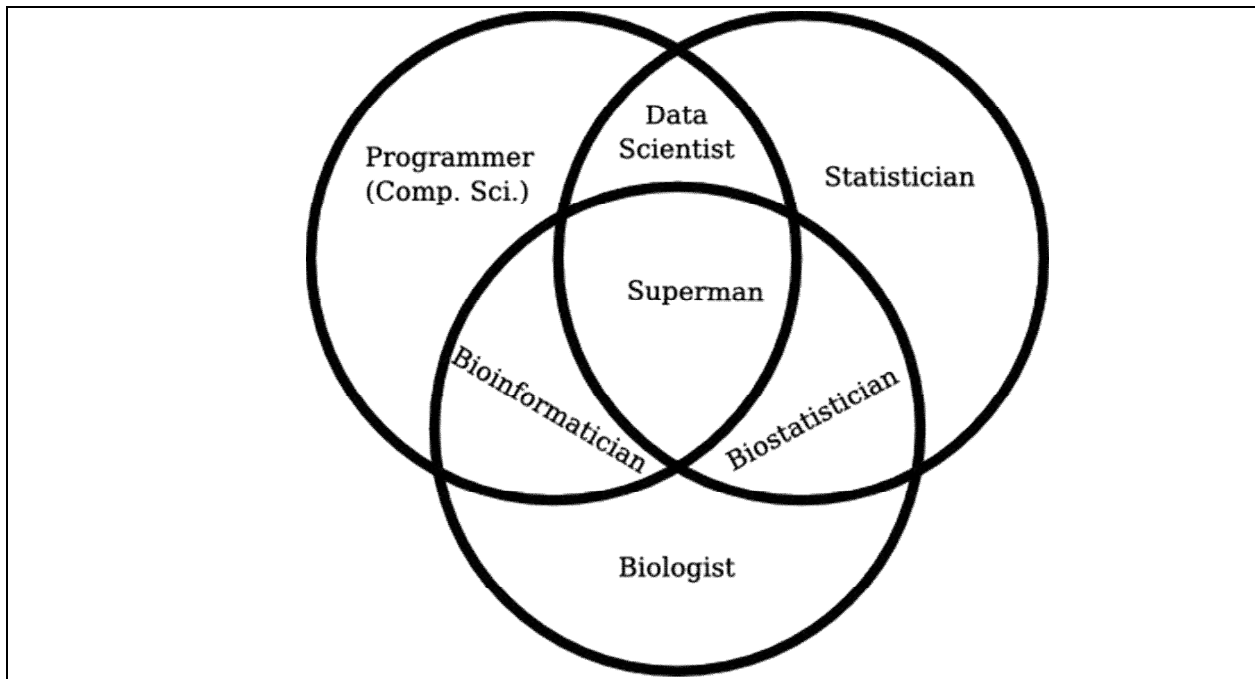 Data
Scientist
Programmer
(Comp. Sci.)
Statistician
Superman
Bioinformatician
Biostatistician
Biologist